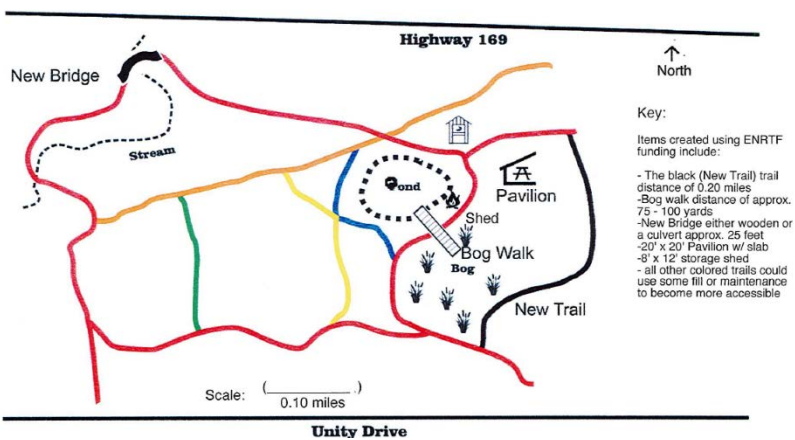 Highway 169
North
New Bridge
Stream
Pond
Pavilion
Shed
Bog Walk
Bog
New Trail
Key:
Items created using ENRTF
funding include:
- The black (New Trail) trail
distance of 0.20 miles
-Bog walk distance of approx.
75 - 100 yards
-New Bridge either wooden or
a culvert approx. 25 feet
-20' x 20' Pavilion w/ slab
-8' x 12' storage shed
- all other colored trails could
use some fill or maintenance
to become more accessible
Scale:
0.10 miles
Unity Drive